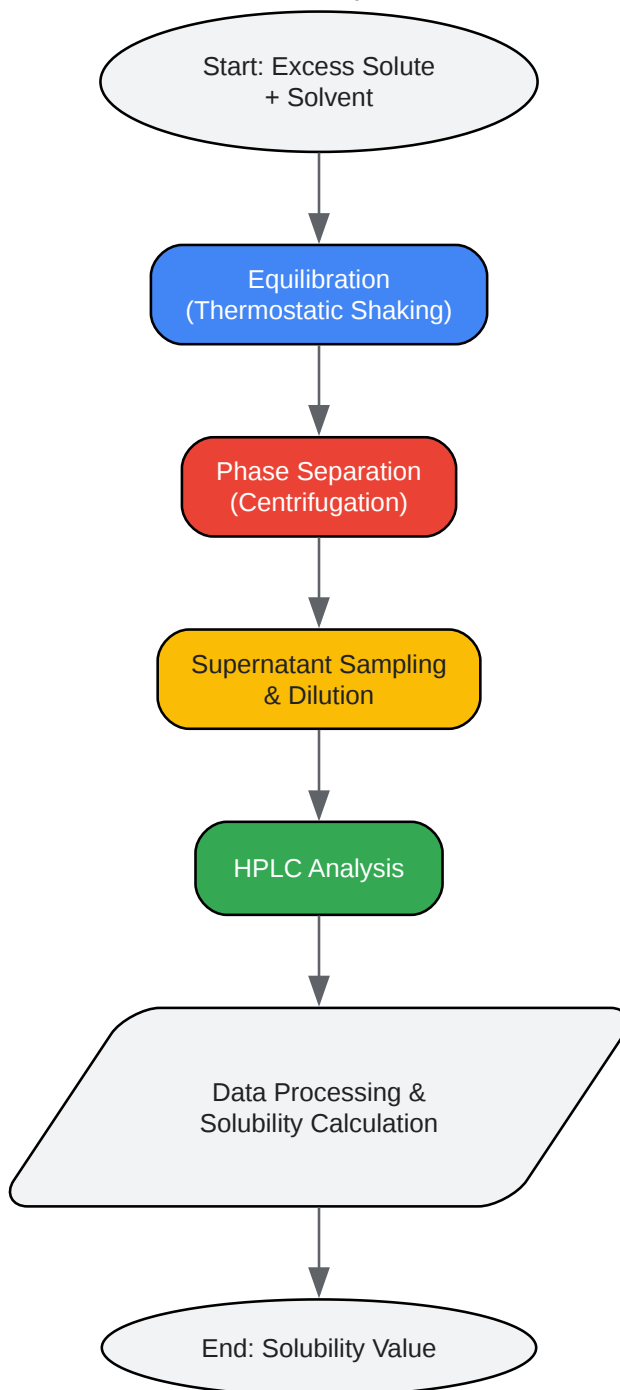 Start: Excess Solute
+ Solvent
Equilibration
(Thermostatic Shaking)
Phase Separation
(Centrifugation)
Supernatant Sampling
& Dilution
HPLC Analysis
Data Processing &
Solubility Calculation
End: Solubility Value